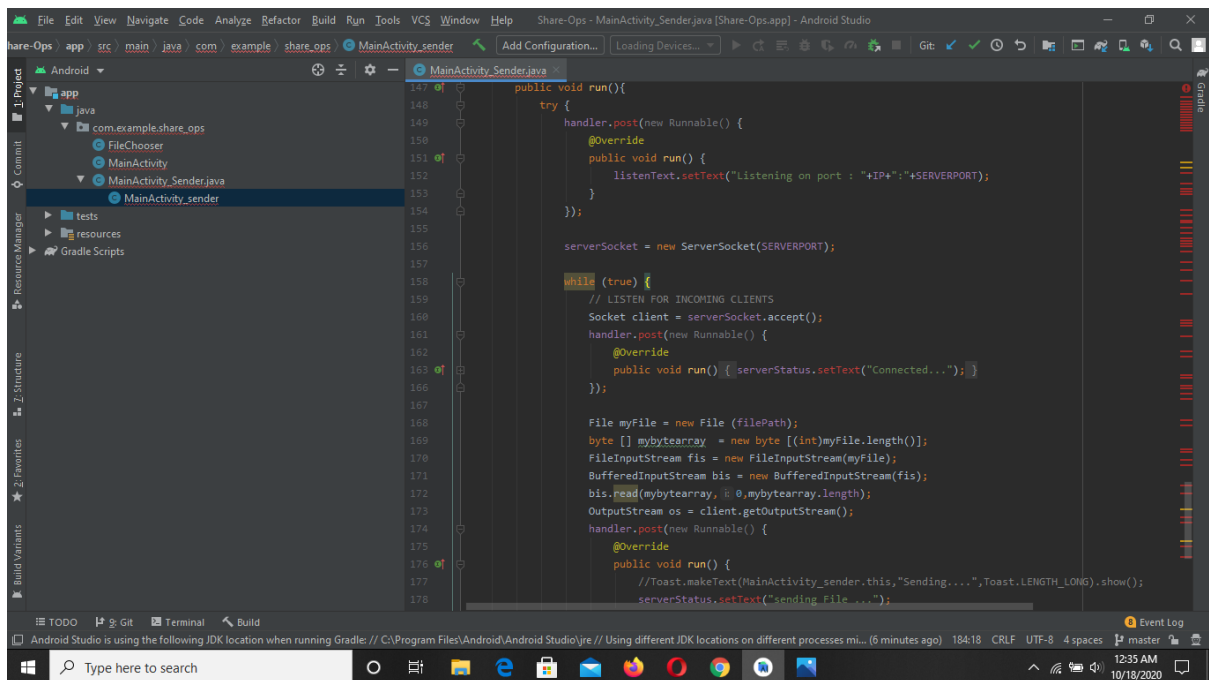 File Edit View Navigate Code Analyze Refactor Build Run Tools VCS Window Help Share-Ops - MainActivity_Sender.java [Share-Ops.app] - Android Studio
hare-Ops app src main java com example share_ops MainActivity_sender Add Configuration... Loading Devices... Git:
1: Project
Android
MainActivity_Sender.java
Gradle
app
java
com.example.share_ops
FileChooser
MainActivity
MainActivity_Sender.java
MainActivity_sender
tests
resources
Gradle Scripts
Commit
Resource Manager
Z: Structure
2: Favorites
Build Variants
147 public void run(){
148 try {
149 handler.post(new Runnable() {
150 @Override
151 public void run() {
152 listenText.setText("Listening on port : "+IP+":"+SERVERPORT);
153 }
154 });
155
156 serverSocket = new ServerSocket(SERVERPORT);
157
158 while (true) {
159 // LISTEN FOR INCOMING CLIENTS
160 Socket client = serverSocket.accept();
161 handler.post(new Runnable() {
162 @Override
163 public void run() { serverStatus.setText("Connected..."); }
166 });
167
168 File myFile = new File (filePath);
169 byte [] mybytearray = new byte [(int)myFile.length()];
170 FileInputStream fis = new FileInputStream(myFile);
171 BufferedInputStream bis = new BufferedInputStream(fis);
172 bis.read(mybytearray, i: 0,mybytearray.length);
173 OutputStream os = client.getOutputStream();
174 handler.post(new Runnable() {
175 @Override
176 public void run() {
177 //Toast.makeText(MainActivity_sender.this,"Sending....",Toast.LENGTH_LONG).show();
178 serverStatus.setText("sending File ...");
TODO 9: Git Terminal Build 8 Event Log
Android Studio is using the following JDK location when running Gradle: // C:\Program Files\Android\Android Studio\jre // Using different JDK locations on different processes mi... (6 minutes ago) 184:18 CRLF UTF-8 4 spaces master
Type here to search
12:35 AM
10/18/2020